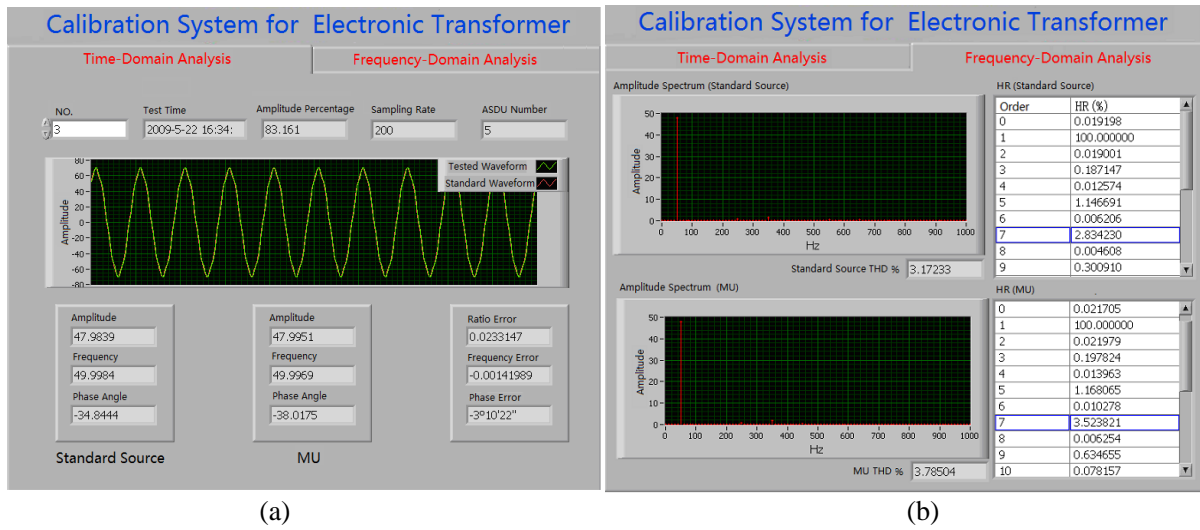 Calibration System for Electronic Transformer
Time-Domain Analysis
Frequency-Domain Analysis
NO.
Test Time
Amplitude Percentage
Sampling Rate
ASDU Number
3
2009-5-22 16:34:
83.161
200
5
Tested Waveform
Standard Waveform
Amplitude
80
60
40
20
0
-20
-40
-60
-80
Amplitude
47.9839
Frequency
49.9984
Phase Angle
-34.8444
Standard Source
Amplitude
47.9951
Frequency
49.9969
Phase Angle
-38.0175
MU
Ratio Error
0.0233147
Frequency Error
-0.00141989
Phase Error
-3º10'22"
(a)
Calibration System for Electronic Transformer
Time-Domain Analysis
Frequency-Domain Analysis
Amplitude Spectrum (Standard Source)
Amplitude
50
40
30
20
10
0
0 100 200 300 400 500 600 700 800 900 1000
Hz
Standard Source THD % 3.17233
HR (Standard Source)
Order HR (%)
0 0.019198
1 100.000000
2 0.019001
3 0.187147
4 0.012574
5 1.146691
6 0.006206
7 2.834230
8 0.004608
9 0.300910
Amplitude Spectrum (MU)
Amplitude
50
40
30
20
10
0
0 100 200 300 400 500 600 700 800 900 1000
Hz
MU THD % 3.78504
HR (MU)
0 0.021705
1 100.000000
2 0.021979
3 0.197824
4 0.013963
5 1.168065
6 0.010278
7 3.523821
8 0.006254
9 0.634655
10 0.078157
(b)